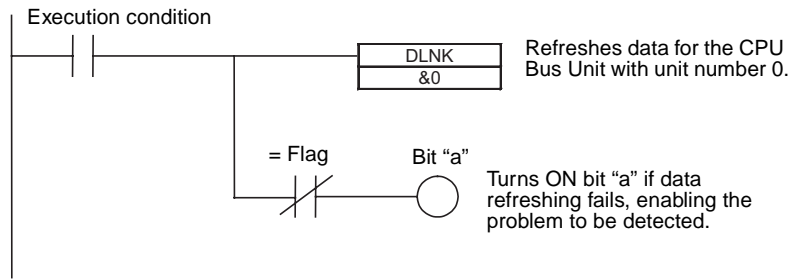 Execution condition
DLNK
&0
Refreshes data for the CPU
Bus Unit with unit number 0.
= Flag
Bit “a”
Turns ON bit “a” if data
refreshing fails, enabling the
problem to be detected.